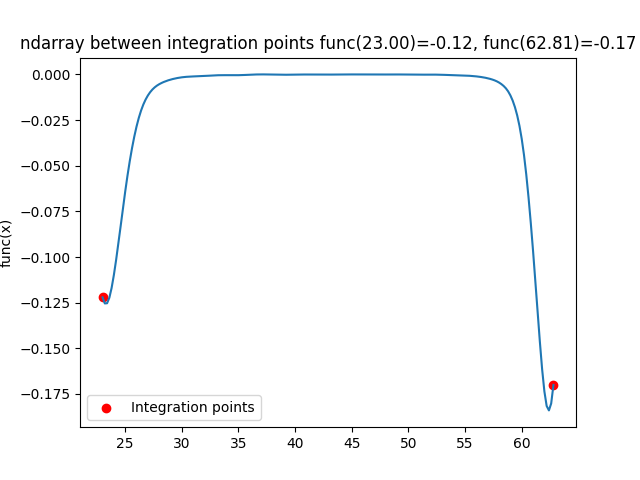 ndarray between integration points func(23.00)=-0.12, func(62.81)=-0.17
0.000
−0.025
−0.050
−0.075
−0.100
−0.125
−0.150
−0.175
func(x)
Integration points
25 30 35 40 45 50 55 60